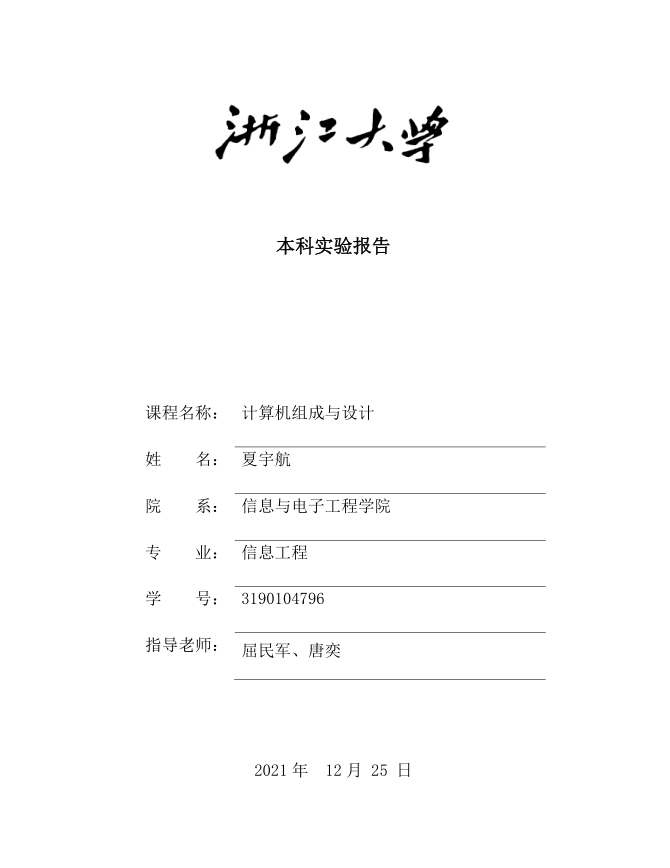 浙江大学
本科实验报告
课程名称： 计算机组成与设计
姓 名： 夏宇航
院 系： 信息与电子工程学院
专 业： 信息工程
学 号： 3190104796
指导老师： 屈民军、唐奕
2021 年 12 月 25 日